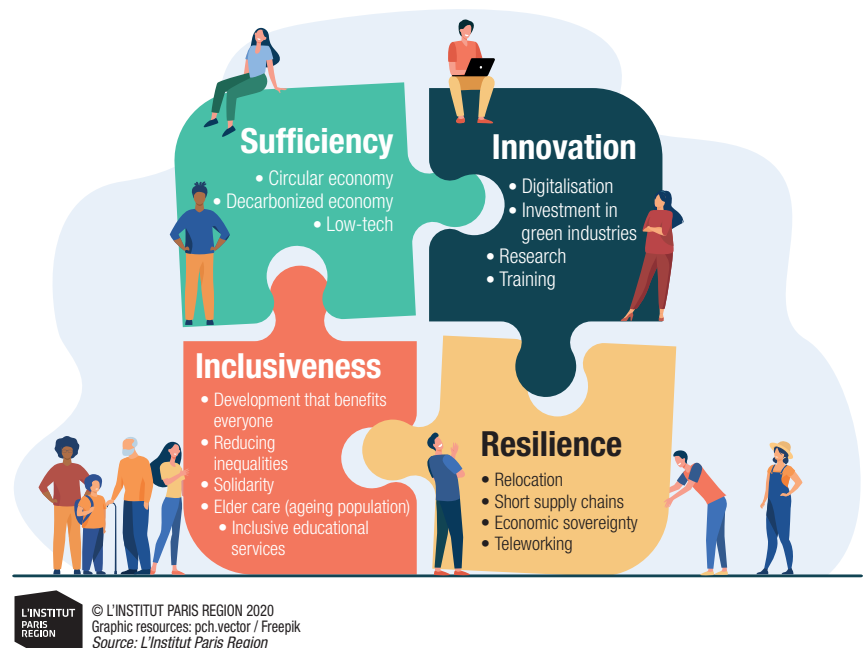 Sufficiency
• Circular economy
• Decarbonized economy
• Low-tech
Innovation
• Digitalisation
• Investment in
green industries
• Research
• Training
Inclusiveness
• Development that benefits
everyone
• Reducing
inequalities
• Solidarity
• Elder care (ageing population)
• Inclusive educational
services
Resilience
• Relocation
• Short supply chains
• Economic sovereignty
• Teleworking
L'INSTITUT
PARIS
REGION
© L'INSTITUT PARIS REGION 2020
Graphic resources: pch.vector / Freepik
Source: L'Institut Paris Region